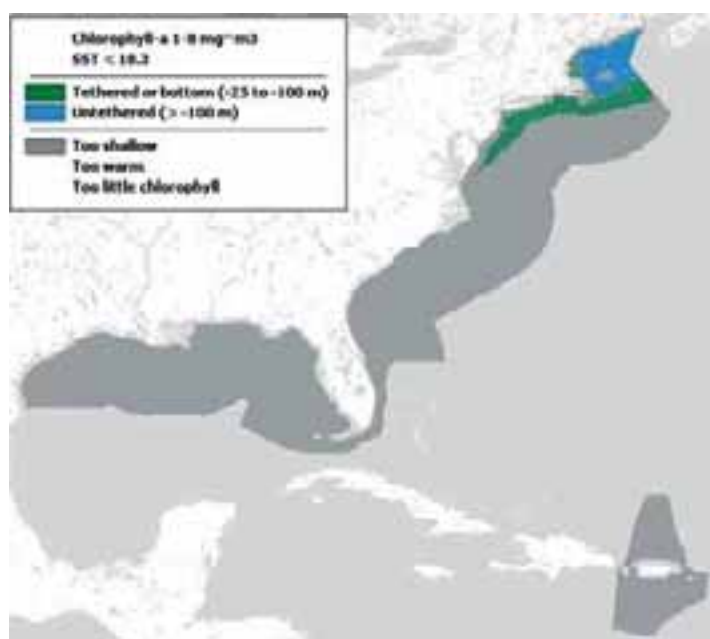 Chlorophyll-a 1-8 mg^m3
SST < 18.3
Tethered or bottom (-25 to -100 m)
Untethered (> -100 m)
Too shallow
Too warm
Too little chlorophyll